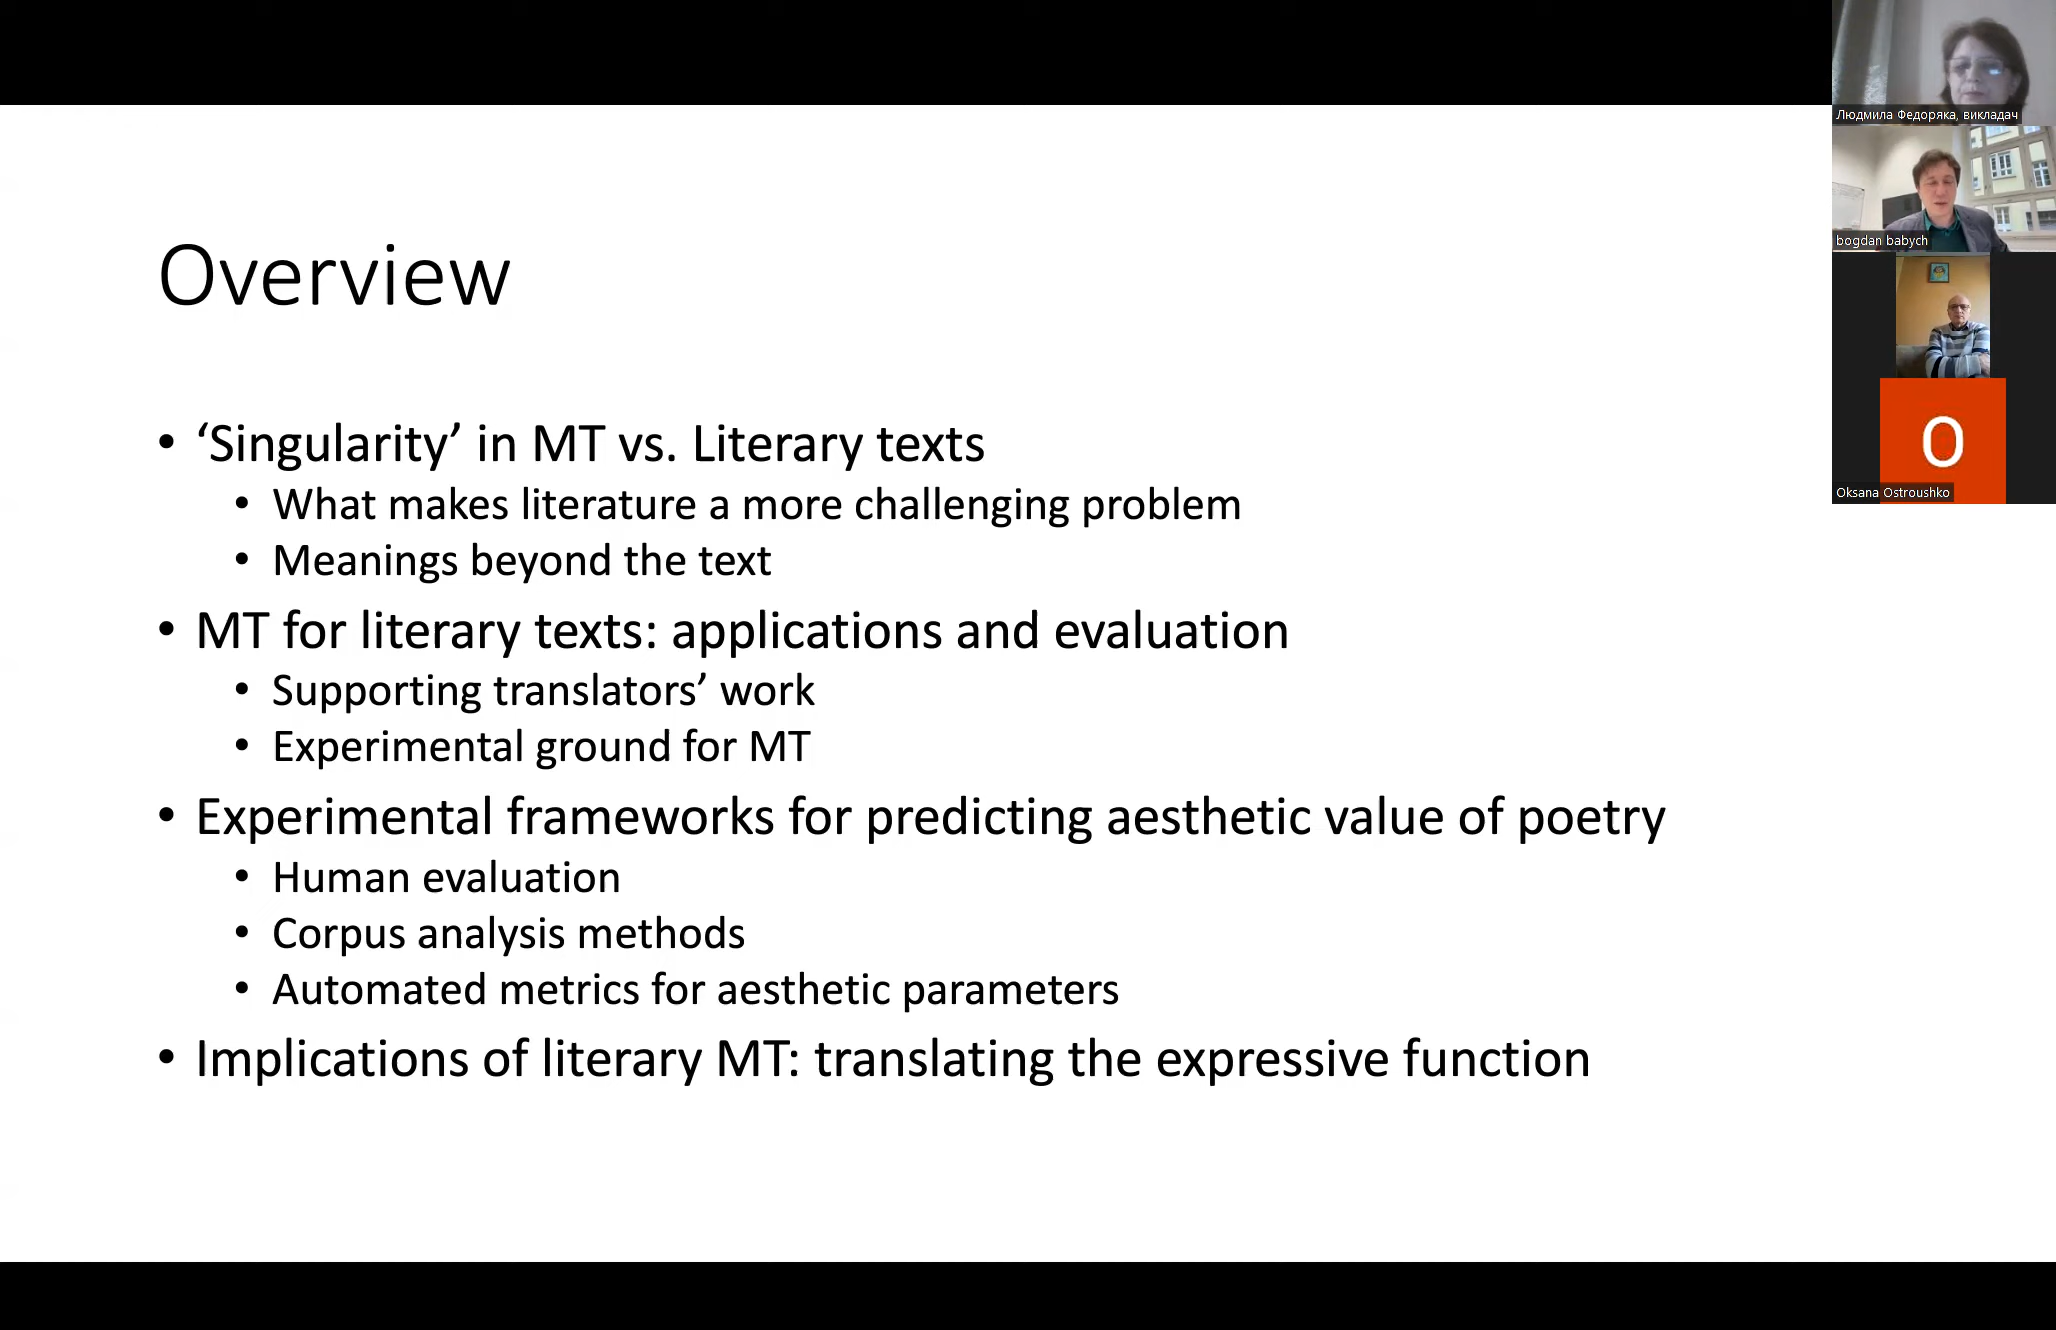 Overview
• ‘Singularity’ in MT vs. Literary texts
• What makes literature a more challenging problem
• Meanings beyond the text
• MT for literary texts: applications and evaluation
• Supporting translators’ work
• Experimental ground for MT
• Experimental frameworks for predicting aesthetic value of poetry
• Human evaluation
• Corpus analysis methods
• Automated metrics for aesthetic parameters
• Implications of literary MT: translating the expressive function
Людмила Федоряка, викладач
bogdan babych
O
Oksana Ostroushko